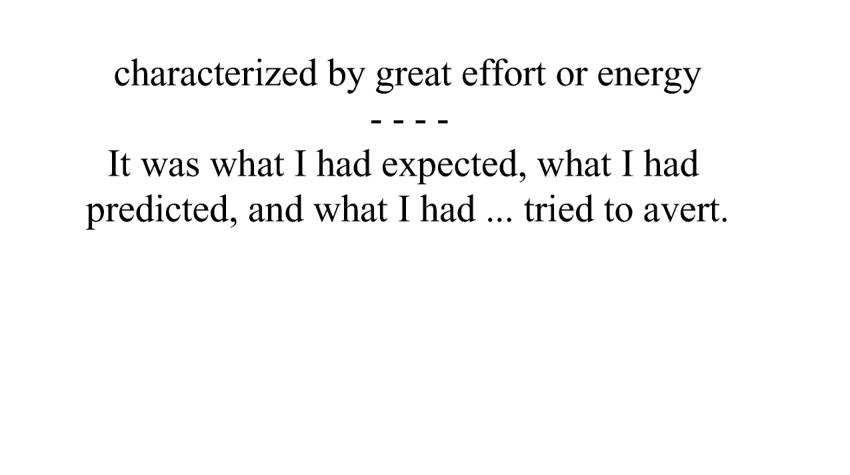 characterized by great effort or energy
- - - -
It was what I had expected, what I had
predicted, and what I had ... tried to avert.